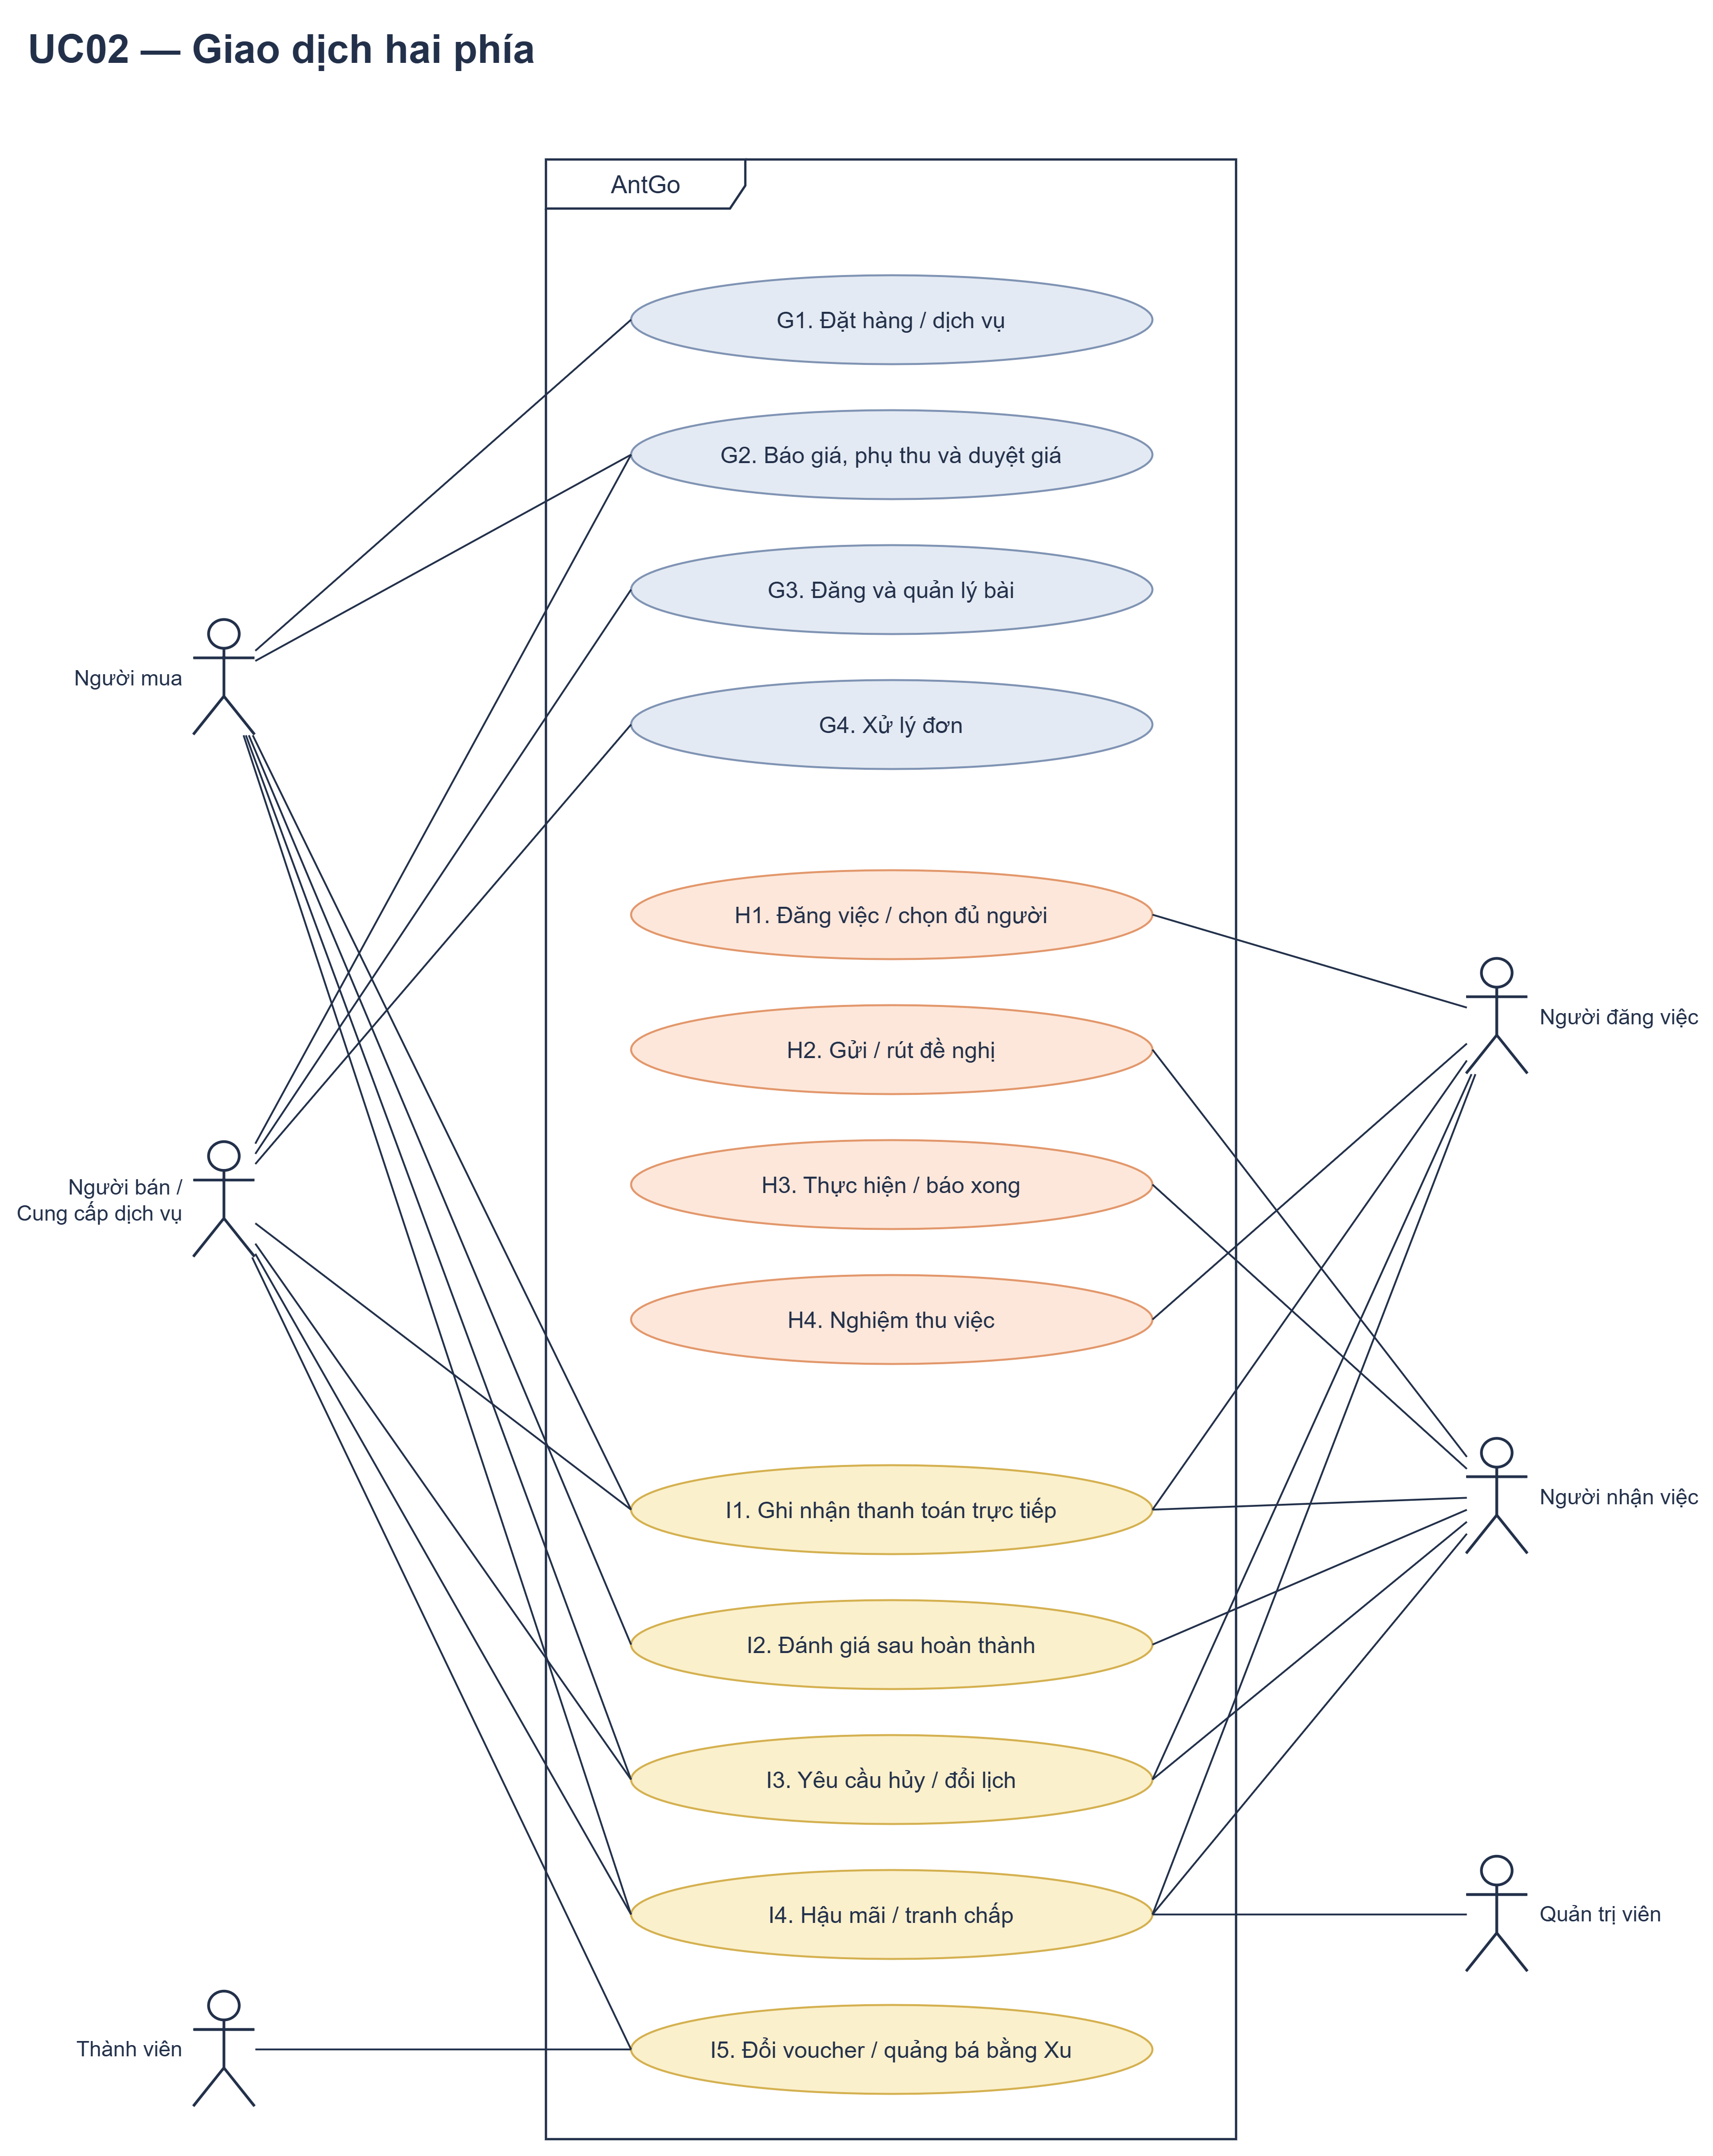 UC02 — Giao dịch hai phía
AntGo
G1. Đặt hàng / dịch vụ
G2. Báo giá, phụ thu và duyệt giá
G3. Đăng và quản lý bài
Người mua
G4. Xử lý đơn
H1. Đăng việc / chọn đủ người
Người đăng việc
H2. Gửi / rút đề nghị
H3. Thực hiện / báo xong
Người bán /
Cung cấp dịch vụ
H4. Nghiệm thu việc
I1. Ghi nhận thanh toán trực tiếp
Người nhận việc
I2. Đánh giá sau hoàn thành
I3. Yêu cầu hủy / đổi lịch
I4. Hậu mãi / tranh chấp
Quản trị viên
Thành viên
I5. Đổi voucher / quảng bá bằng Xu